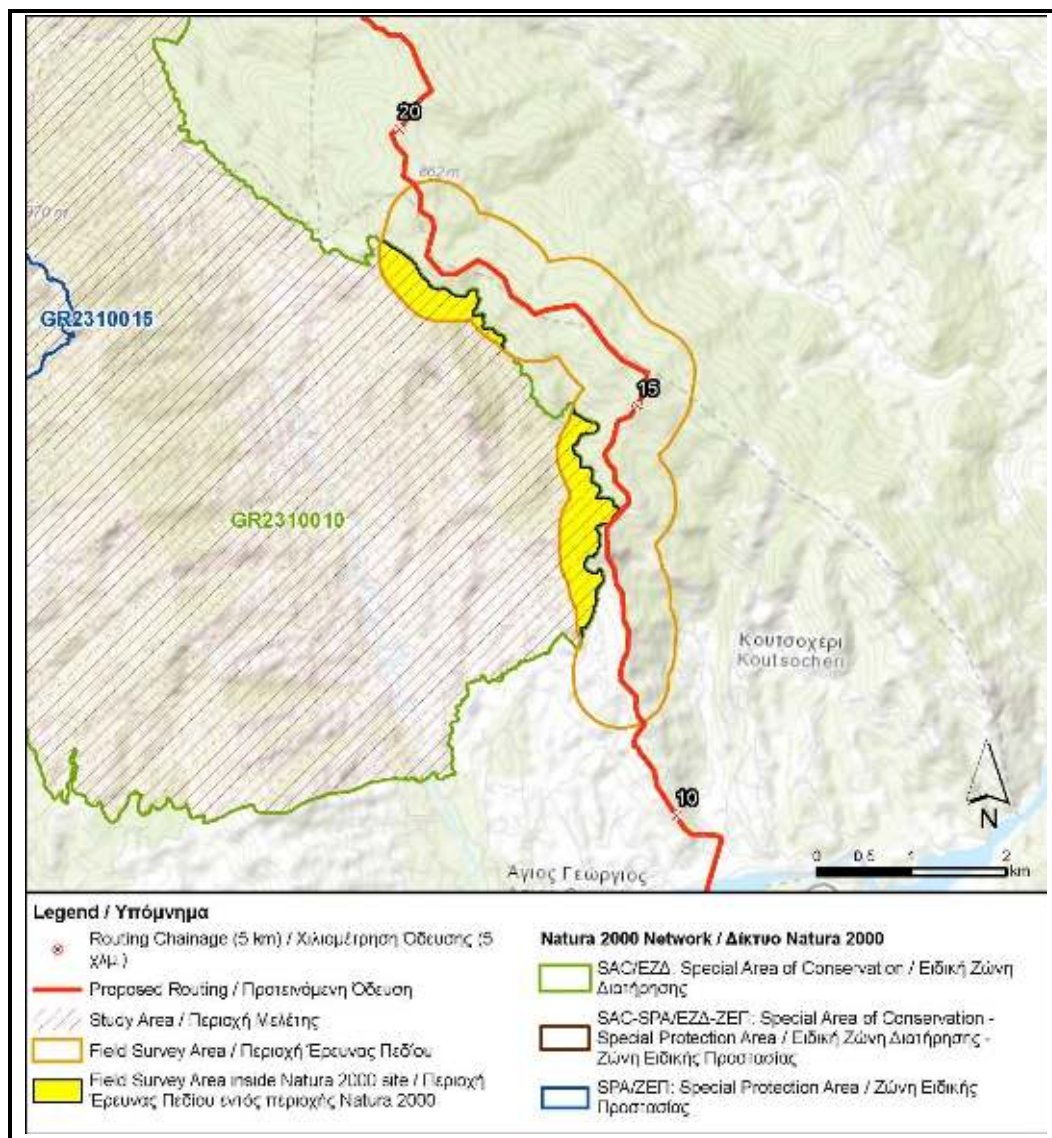 20
862 m
970 m
GR2310015
15
GR2310010
Κουτσοχέρι
Koutsocheri
10
N
Άγιος Γεώργιος
0 0.5 1 2
km
Legend / Υπόμνημα
Routing Chainage (5 km) / Χιλιομέτρηση Όδευσης (5
χλμ.)
Proposed Routing / Προτεινόμενη Όδευση
Study Area / Περιοχή Μελέτης
Field Survey Area / Περιοχή Έρευνας Πεδίου
Field Survey Area inside Natura 2000 site / Περιοχή
Έρευνας Πεδίου εντός περιοχής Natura 2000
Natura 2000 Network / Δίκτυο Natura 2000
SAC/ΕΖΔ: Special Area of Conservation / Ειδική Ζώνη
Διατήρησης
SAC-SPA/ΕΖΔ-ΖΕΠ: Special Area of Conservation -
Special Protection Area / Ειδική Ζώνη Διατήρησης -
Ζώνη Ειδικής Προστασίας
SPA/ΖΕΠ: Special Protection Area / Ζώνη Ειδικής
Προστασίας